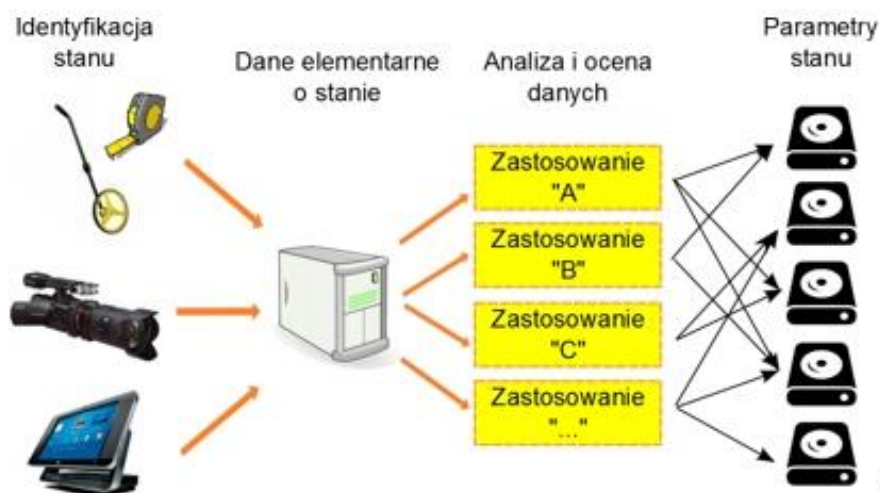 Identyfikacja
stanu
Dane elementarne
o stanie
Analiza i ocena
danych
Parametry
stanu
Zastosowanie
"A"
Zastosowanie
"B"
Zastosowanie
"C"
Zastosowanie
"..."